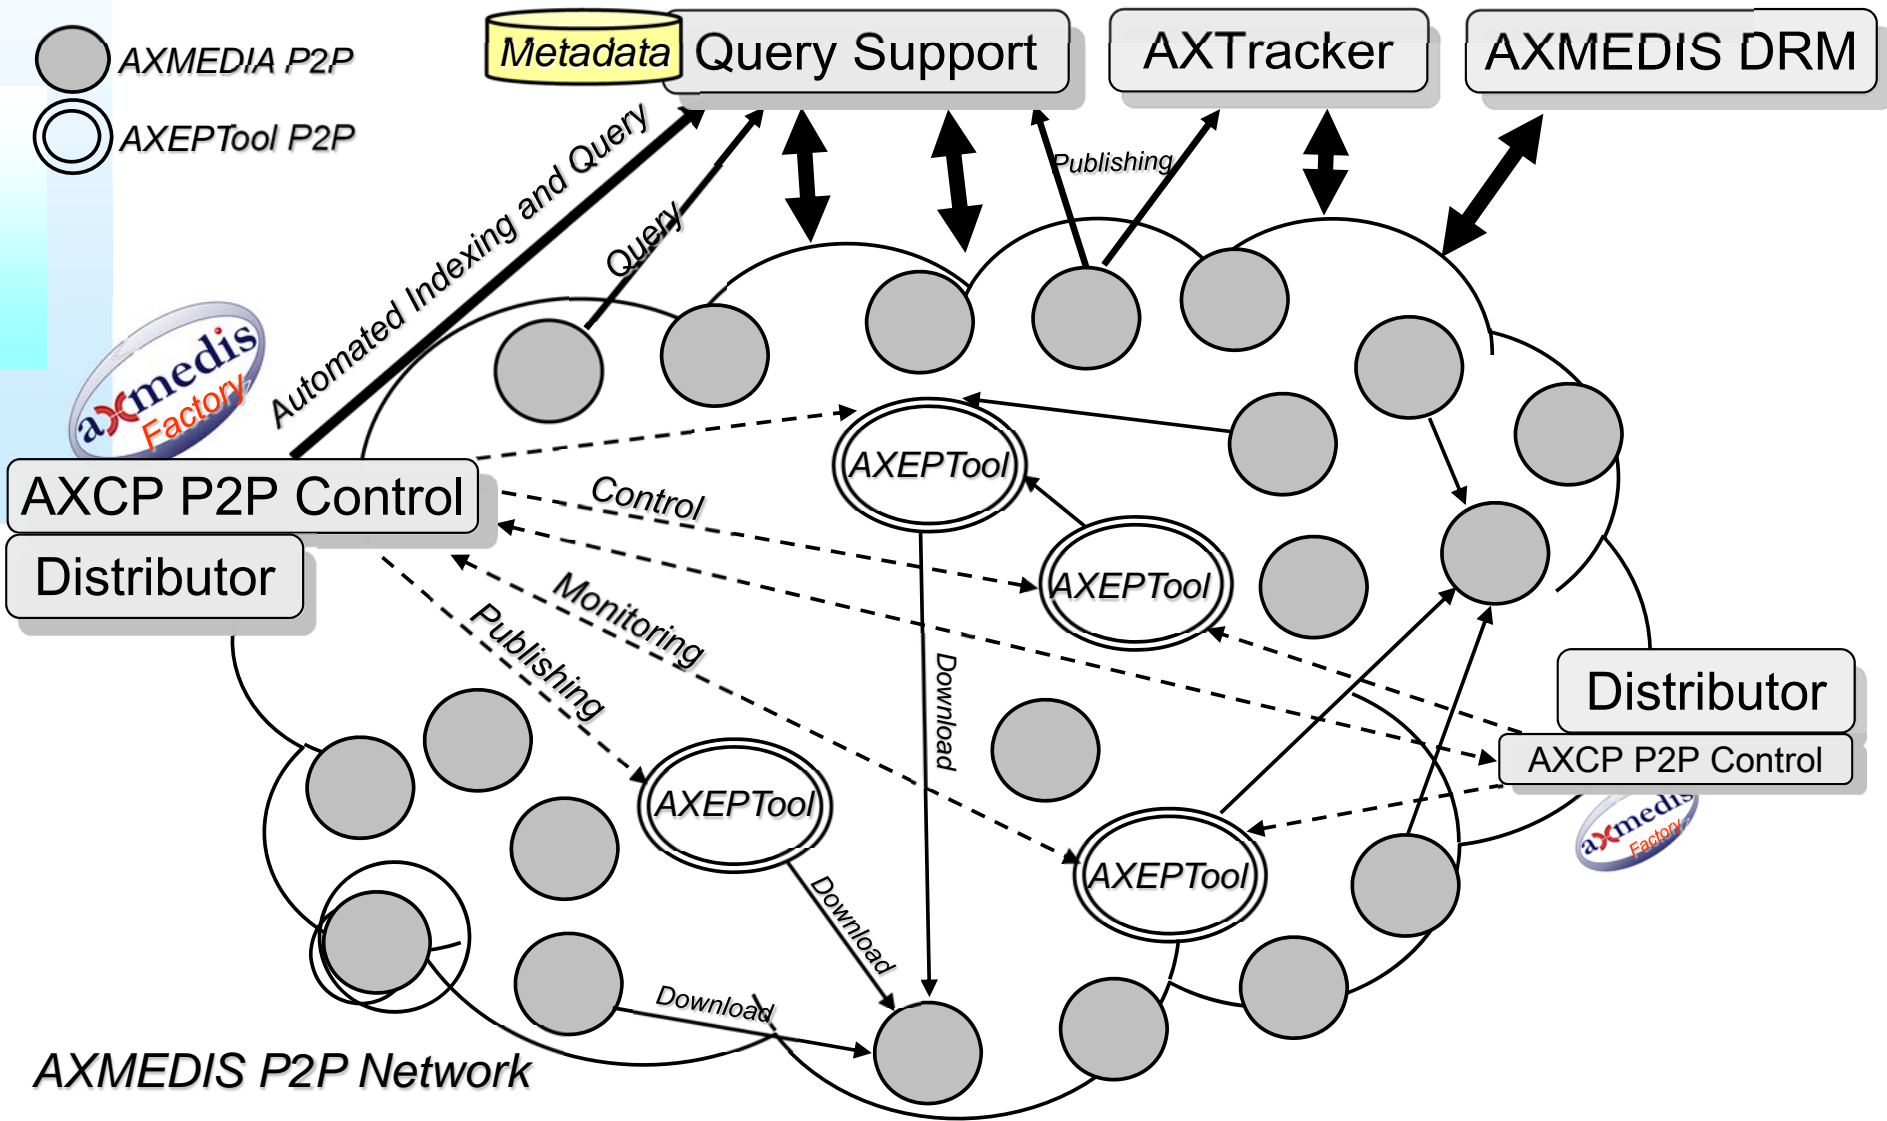 AXMEDIA P2P
AXEPTool P2P
Metadata
Query Support
AXTracker
AXMEDIS DRM
Automated Indexing and Query
Query
Publishing
axmedis
Factory
AXCP P2P Control
Distributor
Control
Monitoring
Publishing
AXEPTool
AXEPTool
AXEPTool
AXEPTool
Download
Download
Download
Distributor
AXCP P2P Control
axmedis
Factory
AXMEDIS P2P Network